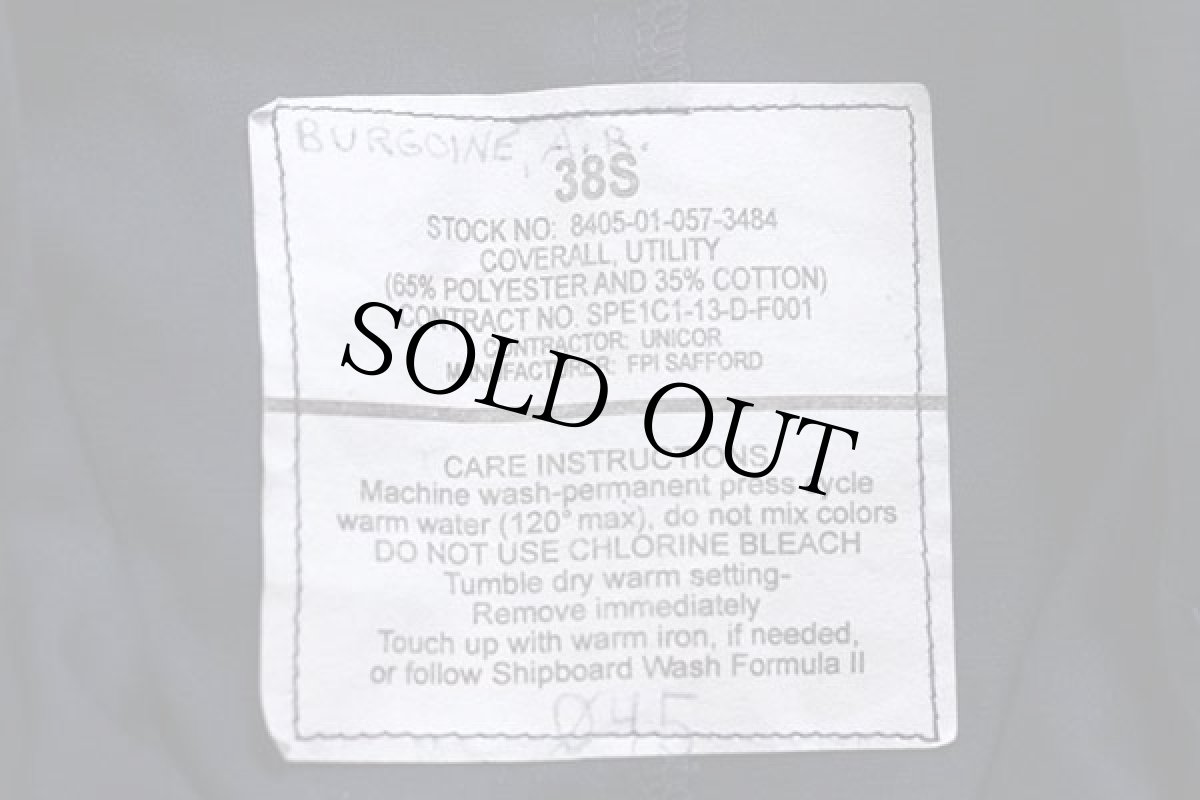 BURGOINE, A. R.
38S
STOCK NO: 8405-01-057-3484
COVERALL, UTILITY
(65% POLYESTER AND 35% COTTON)
CONTRACT NO. SPE1C1-13-D-F001
CONTRACTOR: UNICOR
MANUFACTURER: FPI SAFFORD
SOLD OUT
CARE INSTRUCTIONS
Machine wash-permanent press cycle
warm water (120° max), do not mix colors
DO NOT USE CHLORINE BLEACH
Tumble dry warm setting-
Remove immediately
Touch up with warm iron, if needed,
or follow Shipboard Wash Formula II
Ø45